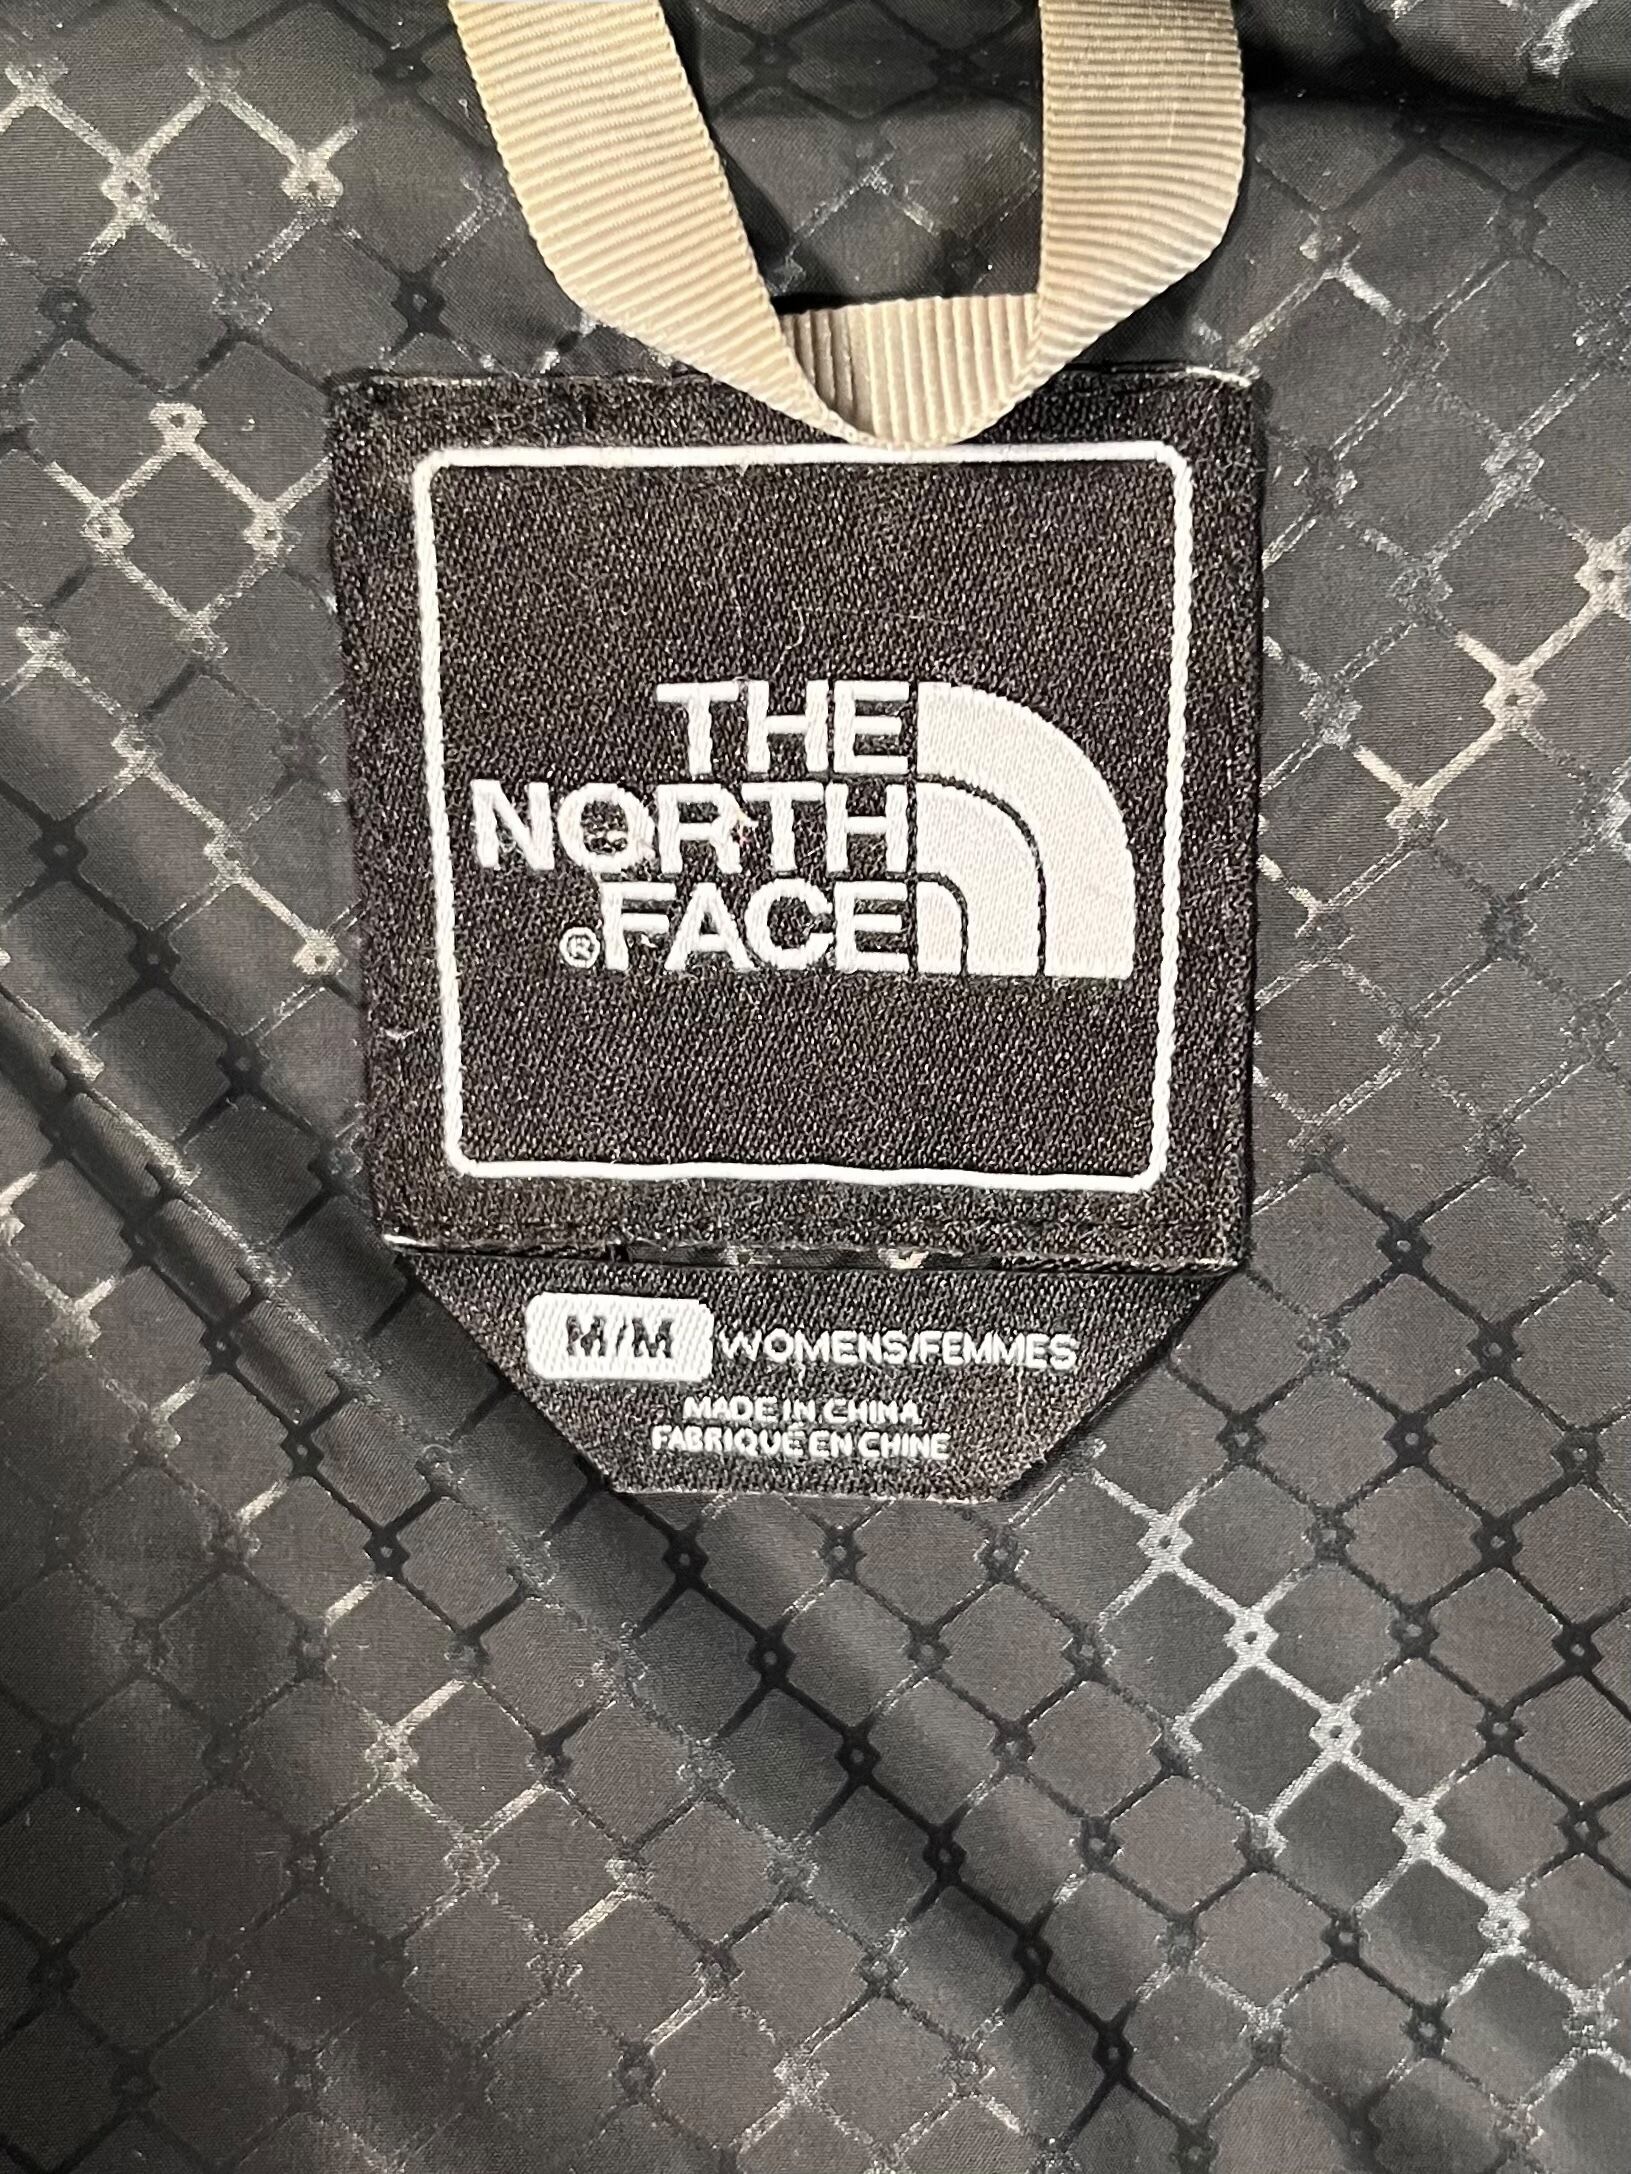 THE
NORTH
®FACE
M/M WOMENS/FEMMES
MADE IN CHINA
FABRIQUÉ EN CHINE